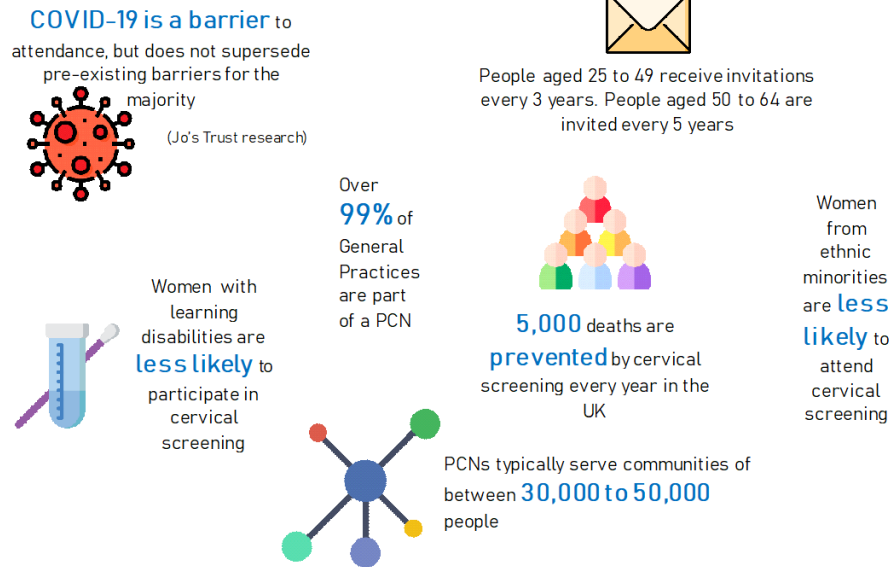 COVID-19 is a barrier to
attendance, but does not supersede
pre-existing barriers for the
majority
(Jo's Trust research)
People aged 25 to 49 receive invitations
every 3 years. People aged 50 to 64 are
invited every 5 years
Over
99% of
General
Practices
are part
of a PCN
Women
from
ethnic
minorities
are less
likely to
attend
cervical
screening
Women with
learning
disabilities are
less likely to
participate in
cervical
screening
5,000 deaths are
prevented by cervical
screening every year in the
UK
PCNs typically serve communities of
between 30,000 to 50,000
people